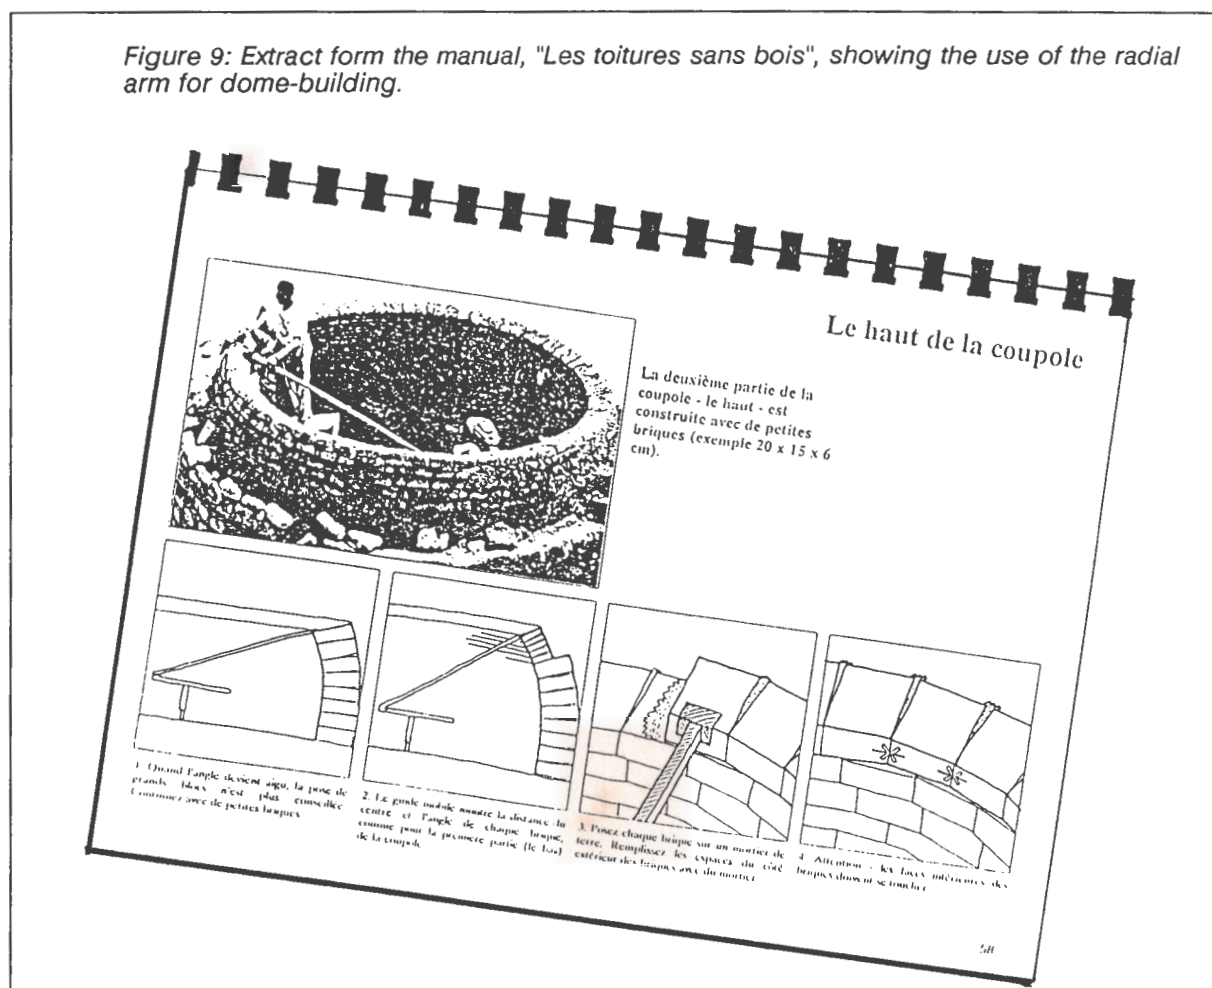 Figure 9: Extract form the manual, "Les toitures sans bois", showing the use of the radial
arm for dome-building.
Le haut de la coupole
La deuxième partie de la
coupole - le haut - est
construite avec de petites
briques (exemple 20 x 15 x 6
cm).
1. Quand l'angle devient aigu, la pose de
grands blocs n'est plus conseillée
Continuez avec de petites briques
2. Le guide mobile montre la distance du
centre et l'angle de chaque brique,
comme pour la première partie (le bas)
de la coupole
3. Posez chaque brique sur un mortier de
terre. Remplissez les espaces du côté
extérieur des briques avec du mortier
4. Attention : les faces intérieures des
briques doivent se toucher
58